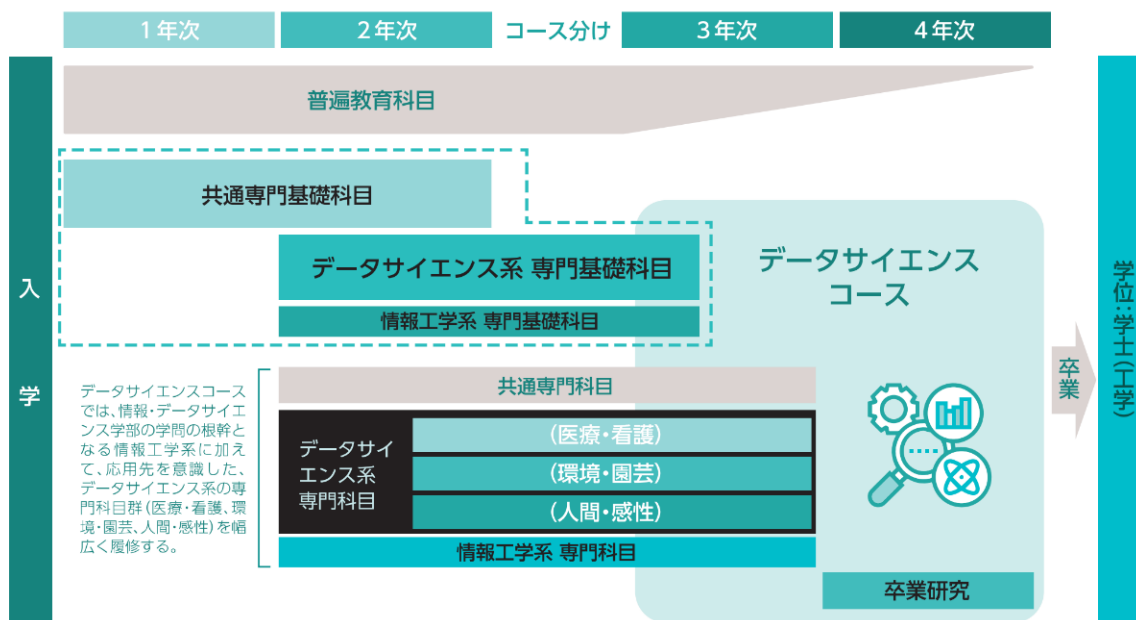 1年次
2年次
コース分け
3年次
4年次
入学
普遍教育科目
共通専門基礎科目
データサイエンス系 専門基礎科目
情報工学系 専門基礎科目
データサイエンス
コース
データサイエンスコース
では、情報・データサイエ
ンス学部の学問の根幹と
なる情報工学系に加え
て、応用先を意識した、
データサイエンス系の専
門科目群(医療・看護、環
境・園芸、人間・感性)を幅
広く履修する。
共通専門科目
データサイ
エンス系
専門科目
(医療・看護)
(環境・園芸)
(人間・感性)
情報工学系 専門科目
卒業研究
卒業
学位:学士(工学)